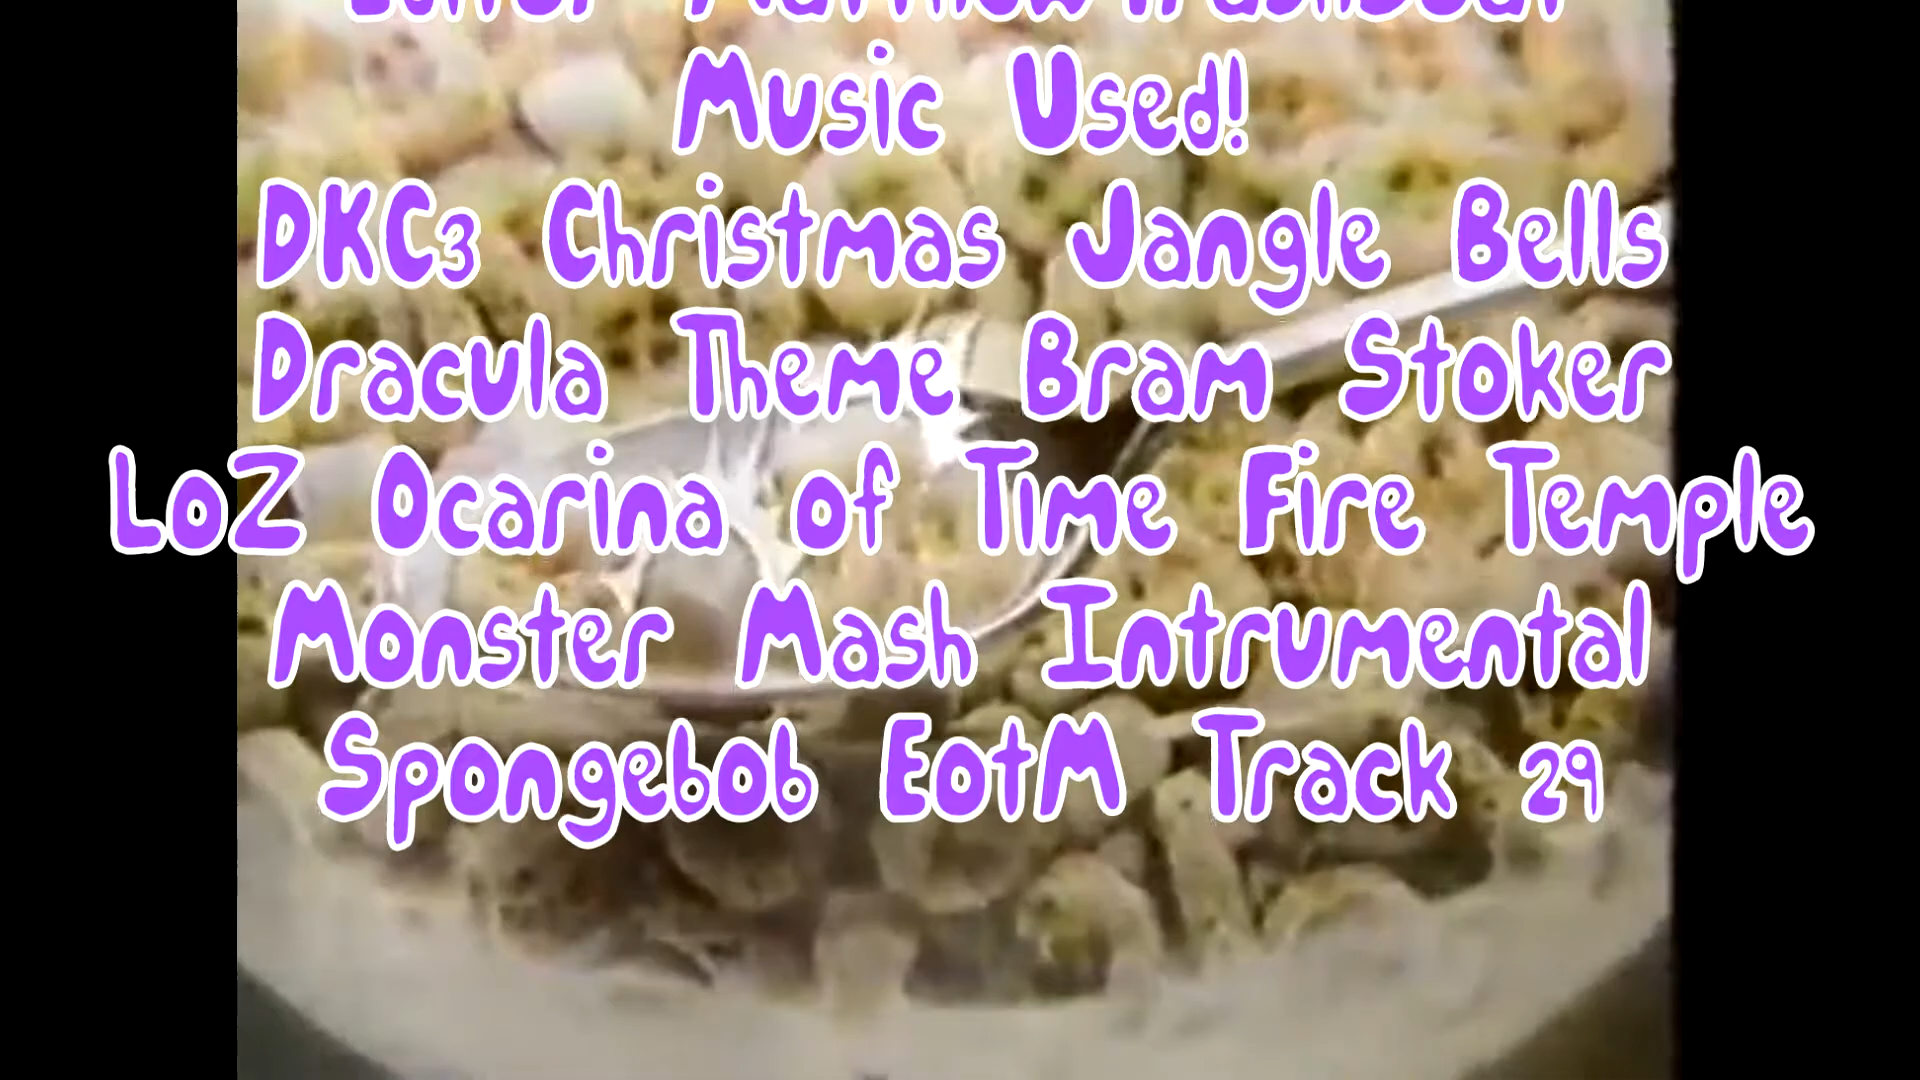 Music Used!
DKC3 Christmas Jangle Bells
Dracula Theme Bram Stoker
LoZ Ocarina of Time Fire Temple
Monster Mash Intrumental
Spongebob EotM Track 29